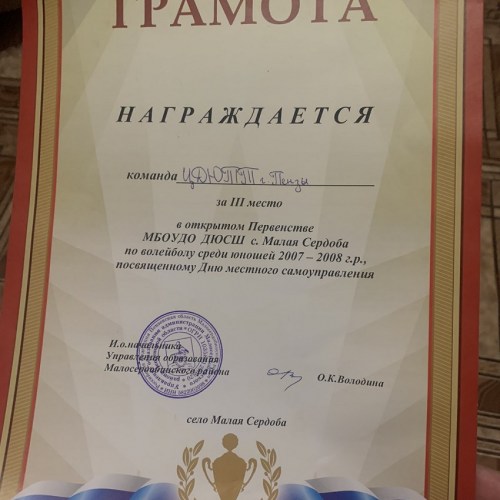 ГРАМОТА
НАГРАЖДАЕТСЯ
команда ЦДЮТТ г. Пензы
за III место
в открытом Первенстве
МБОУДО ДЮСШ с. Малая Сердоба
по волейболу среди юношей 2007 – 2008 г.р.,
посвященному Дню местного самоуправления
И.о.начальника
Управления образования
Малосердобинского района
О.К.Володина
село Малая Сердоба